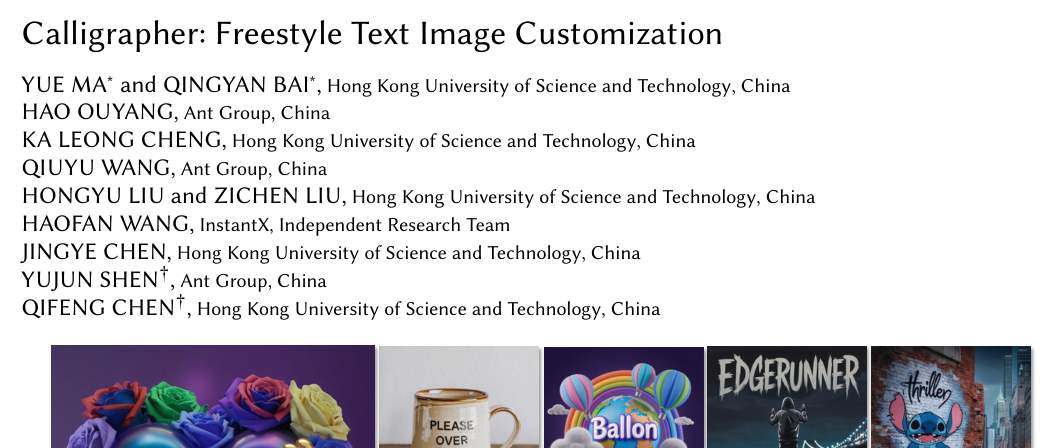 Calligrapher: Freestyle Text Image Customization
YUE MA* and QINGYAN BAI*, Hong Kong University of Science and Technology, China
HAO OUYANG, Ant Group, China
KA LEONG CHENG, Hong Kong University of Science and Technology, China
QIUYU WANG, Ant Group, China
HONGYU LIU and ZICHEN LIU, Hong Kong University of Science and Technology, China
HAOFAN WANG, InstantX, Independent Research Team
JINGYE CHEN, Hong Kong University of Science and Technology, China
YUJUN SHEN†, Ant Group, China
QIFENG CHEN†, Hong Kong University of Science and Technology, China
PLEASE
OVER
Ballon
EDGERUNNER
thriller